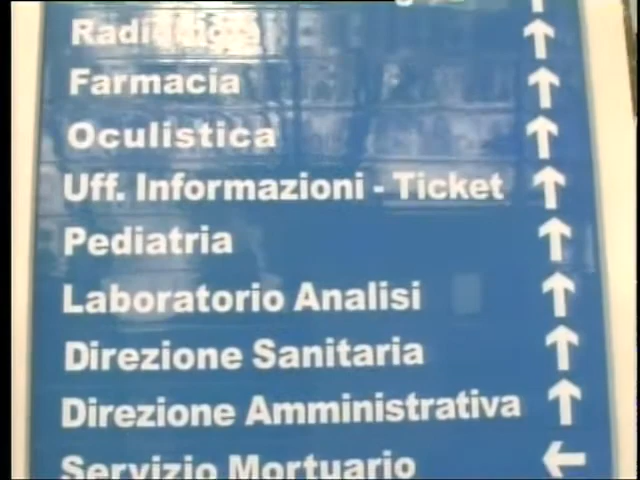 Radiologia
Farmacia
Oculistica
Uff. Informazioni - Ticket
Pediatria
Laboratorio Analisi
Direzione Sanitaria
Direzione Amministrativa
Servizio Mortuario